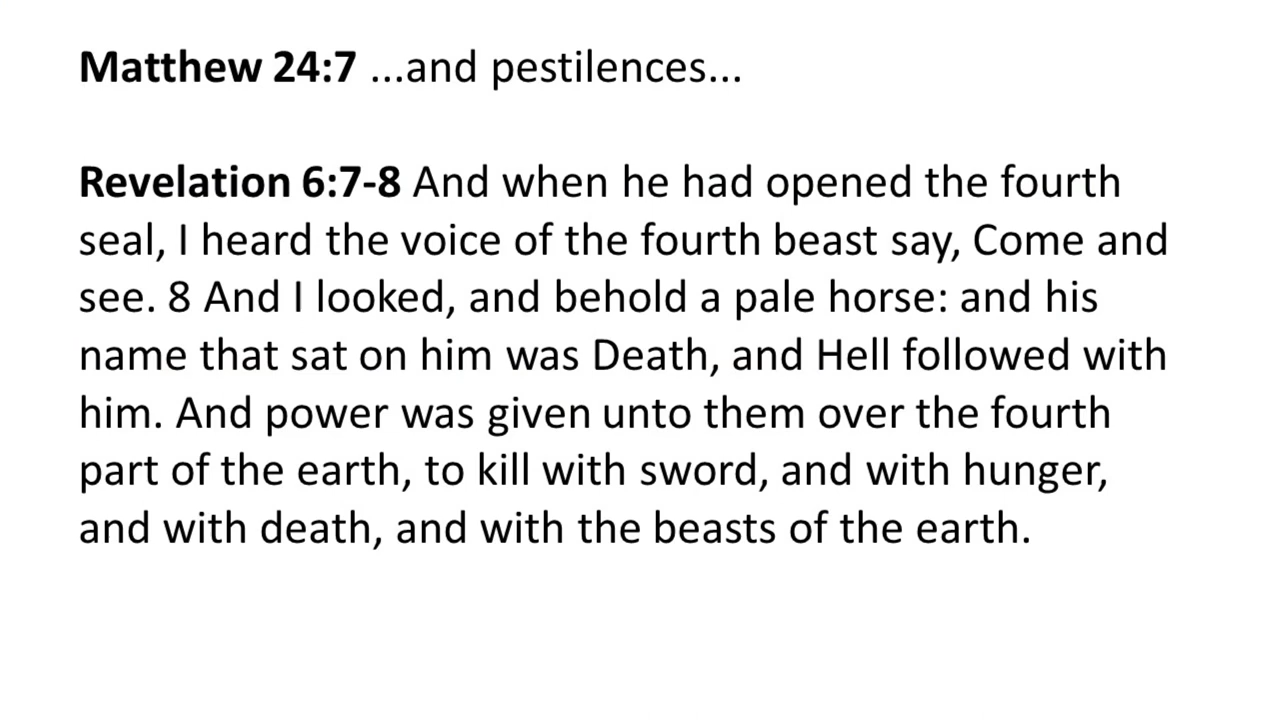 Matthew 24:7 ...and pestilences...
Revelation 6:7-8 And when he had opened the fourth
seal, I heard the voice of the fourth beast say, Come and
see. 8 And I looked, and behold a pale horse: and his
name that sat on him was Death, and Hell followed with
him. And power was given unto them over the fourth
part of the earth, to kill with sword, and with hunger,
and with death, and with the beasts of the earth.